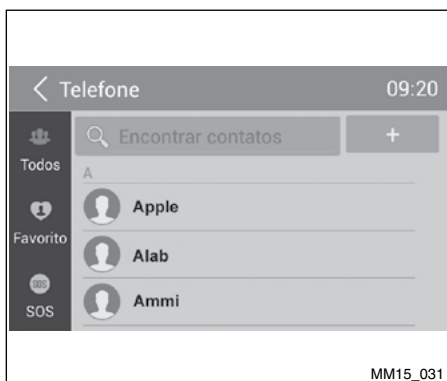 Telefone 09:20
Encontrar contatos +
Todos
A
Apple
Favorito
Alab
SOS
SOS
Ammi
MM15_031